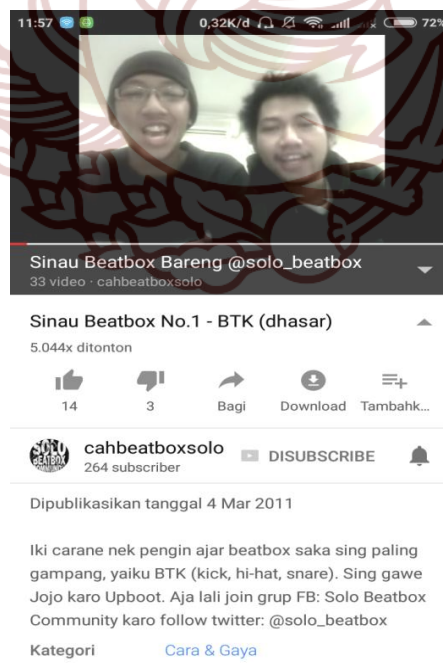 11:57 0,32K/d 72%
Sinau Beatbox Bareng @solo_beatbox
33 video · cahbeatboxsolo
Sinau Beatbox No.1 - BTK (dhasar)
5.044x ditonton
14 3 Bagi Download Tambahk...
SOLO BEATBOX
cahbeatboxsolo DISUBSCRIBE
264 subscriber
Dipublikasikan tanggal 4 Mar 2011
Iki carane nek pengin ajar beatbox saka sing paling
gampang, yaiku BTK (kick, hi-hat, snare). Sing gawe
Jojo karo Upboot. Aja lali join grup FB: Solo Beatbox
Community karo follow twitter: @solo_beatbox
Kategori Cara & Gaya